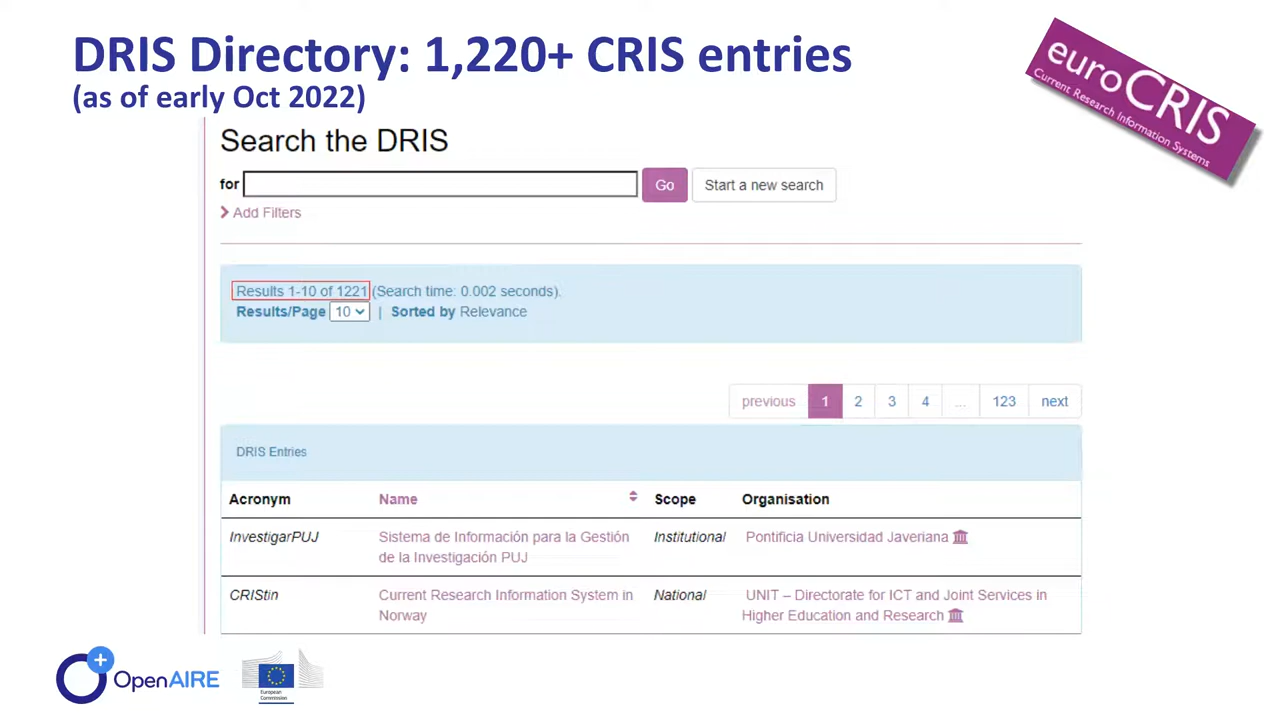 DRIS Directory: 1,220+ CRIS entries
(as of early Oct 2022)
euroCRIS
Current Research Information Systems
Search the DRIS
for Go Start a new search
Add Filters
Results 1-10 of 1221 (Search time: 0.002 seconds).
Results/Page 10 | Sorted by Relevance
previous 1 2 3 4 ... 123 next
DRIS Entries
Acronym Name Scope Organisation
InvestigarPUJ Sistema de Información para la Gestión Institutional Pontificia Universidad Javeriana
de la Investigación PUJ
CRIStin Current Research Information System in National UNIT – Directorate for ICT and Joint Services in
Norway Higher Education and Research
OpenAIRE
European
Commission